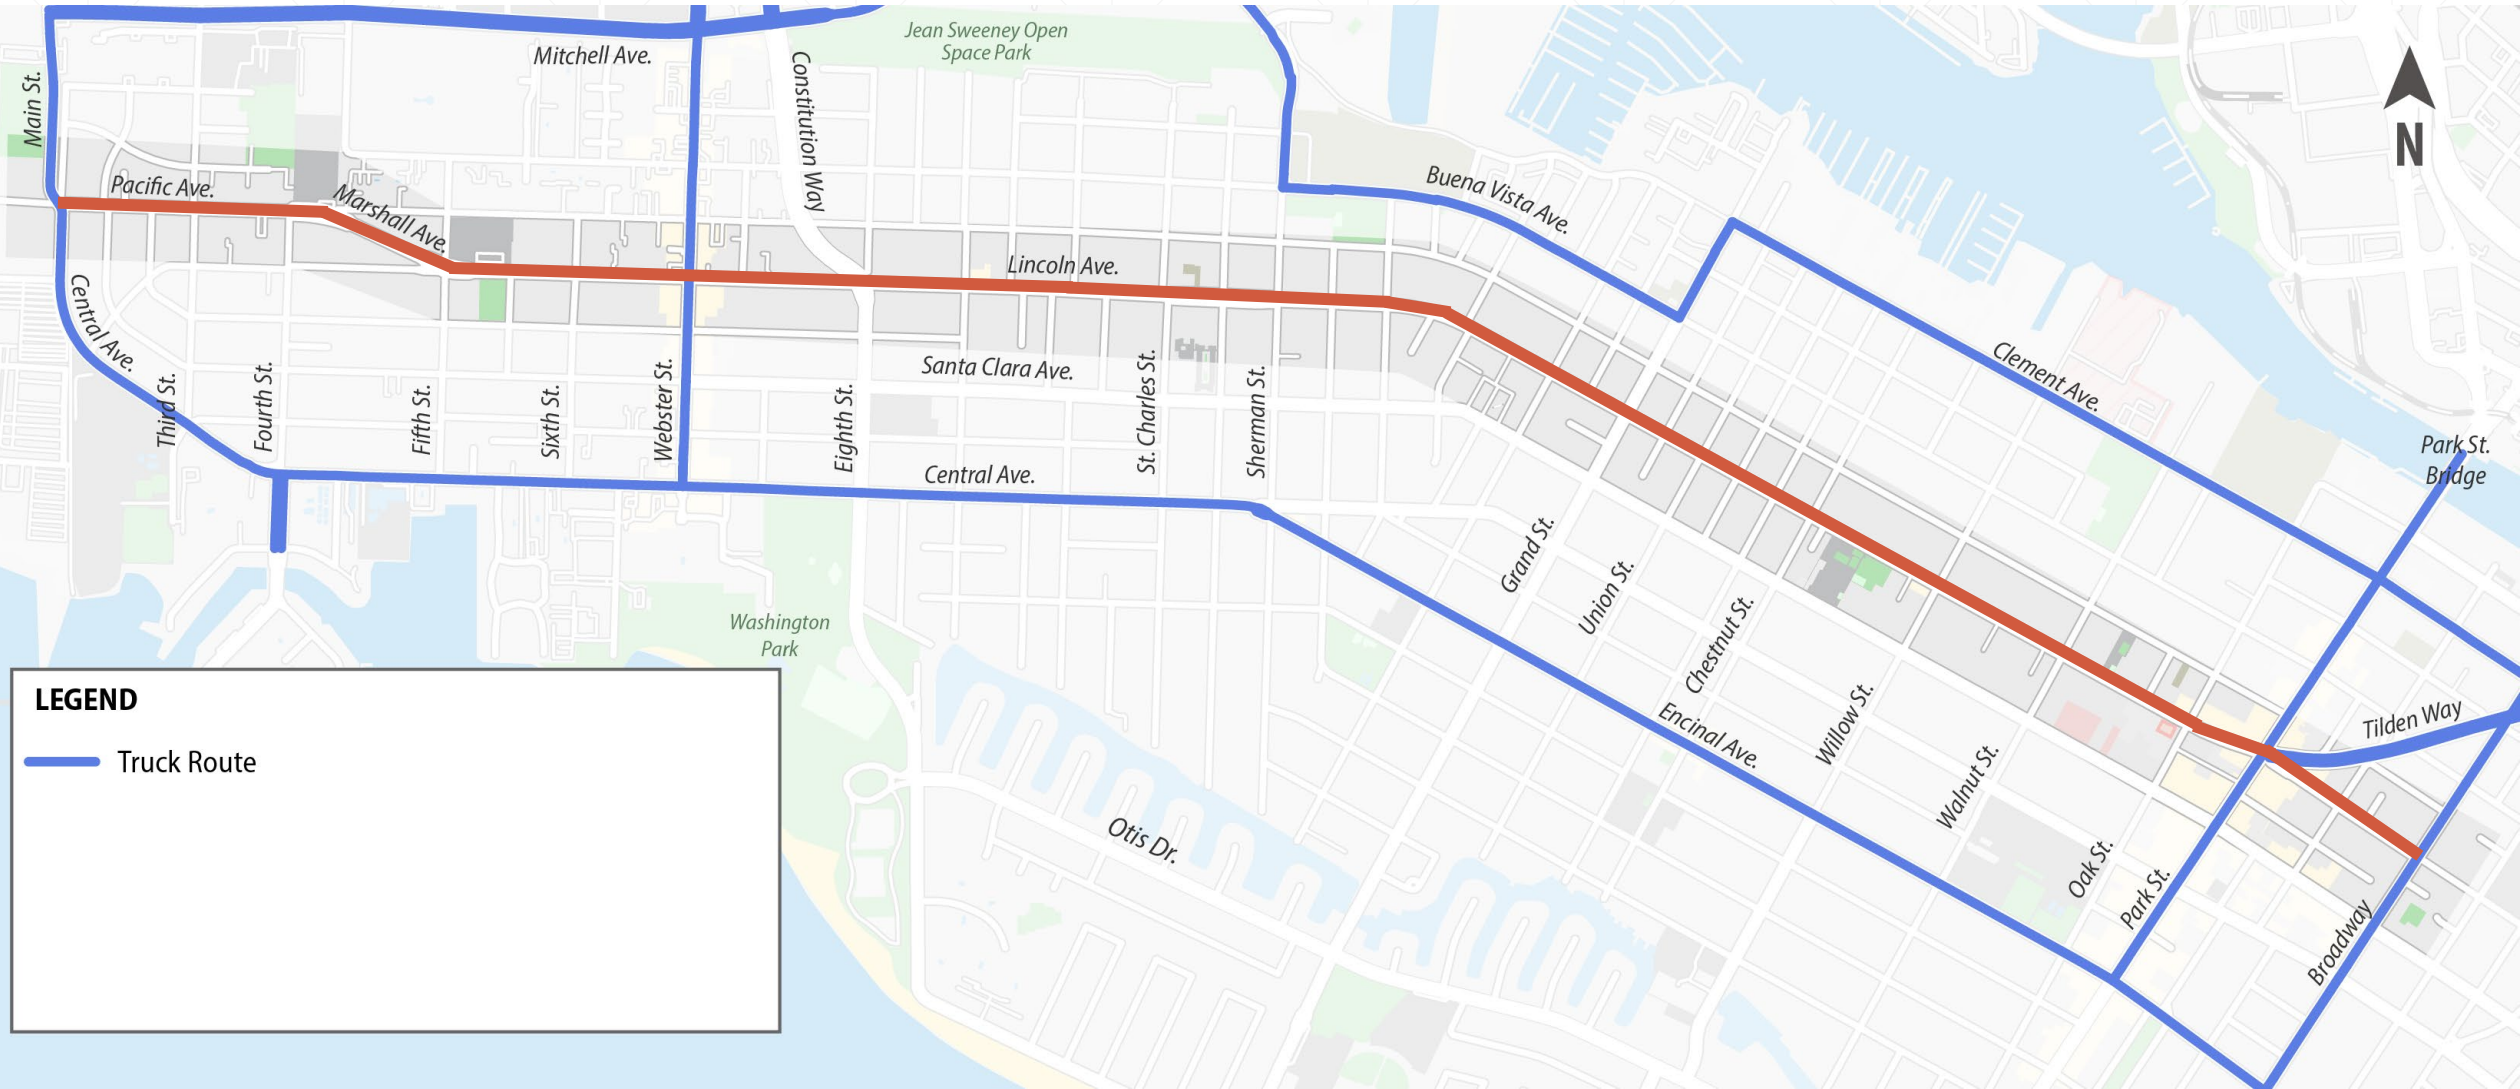 Jean Sweeney Open
Space Park
Mitchell Ave.
Main St.
Constitution Way
N
Pacific Ave.
Marshall Ave.
Buena Vista Ave.
Lincoln Ave.
Central Ave.
Santa Clara Ave.
Clement Ave.
Third St.
Fourth St.
Fifth St.
Sixth St.
Webster St.
Eighth St.
St. Charles St.
Sherman St.
Park St.
Bridge
Central Ave.
Grand St.
Union St.
Chestnut St.
Washington
Park
Encinal Ave.
Willow St.
Walnut St.
Tilden Way
Otis Dr.
Oak St.
Park St.
Broadway
LEGEND
Truck Route